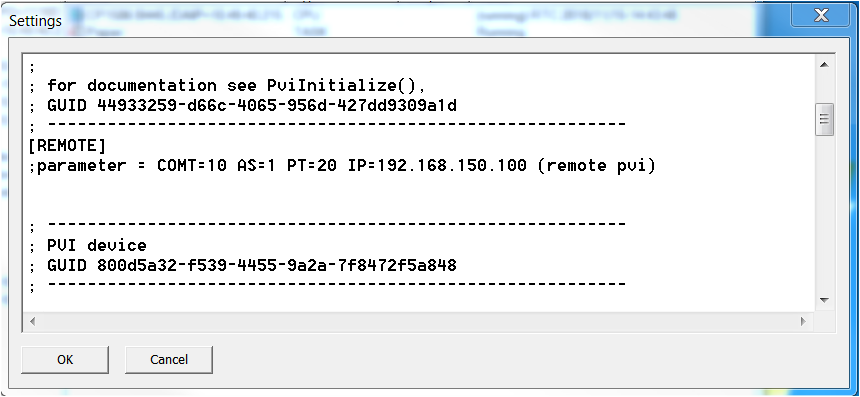 Settings
;
; for documentation see PviInitialize(),
; GUID 44933259-d66c-4065-956d-427dd9309a1d
; ----------------------------------------------------------
[REMOTE]
;parameter = COMT=10 AS=1 PT=20 IP=192.168.150.100 (remote pvi)
; ----------------------------------------------------------
; PVI device
; GUID 800d5a32-f539-4455-9a2a-7f8472f5a848
; ----------------------------------------------------------
OK Cancel